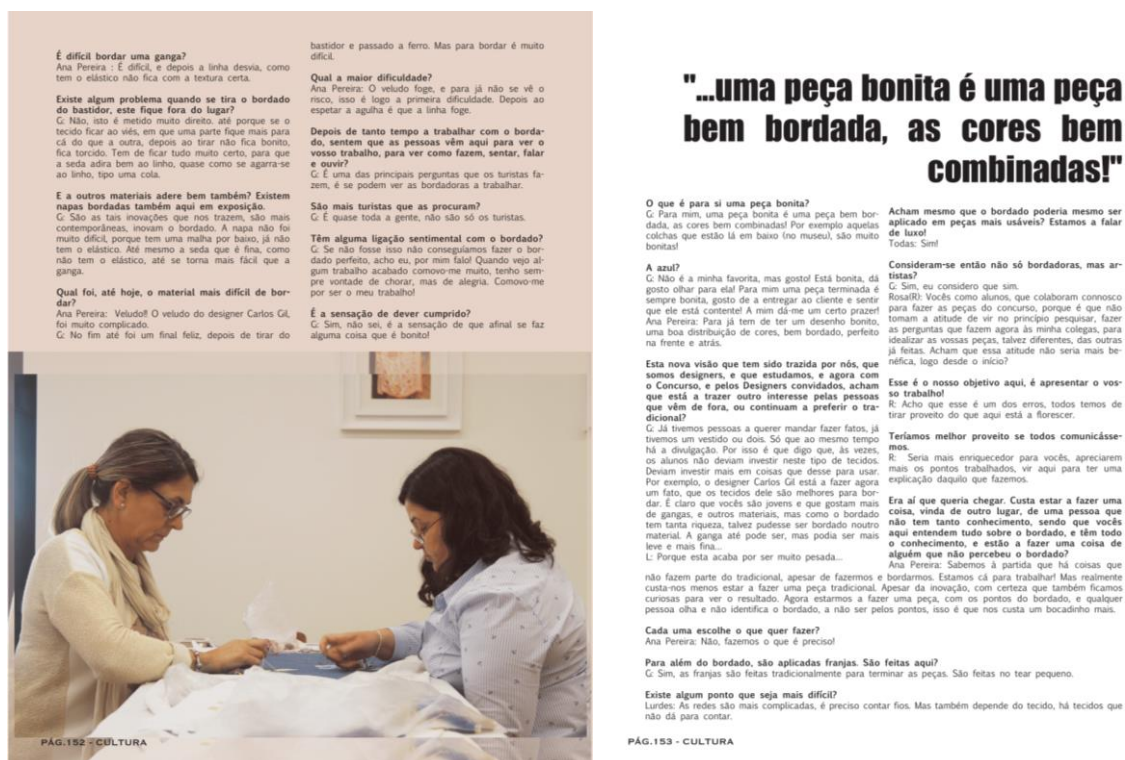 É difícil bordar uma ganga?
Ana Pereira : É difícil, e depois a linha desvia, como
tem o elástico não fica com a textura certa.
Existe algum problema quando se tira o bordado
do bastidor, este fique fora do lugar?
G: Não, isto é metido muito direito. até porque se o
tecido ficar ao viés, em que uma parte fique mais para
cá do que a outra, depois ao tirar não fica bonito,
fica torcido. Tem de ficar tudo muito certo, para que
a seda adira bem ao linho, quase como se agarra-se
ao linho, tipo uma cola.
E a outros materiais adere bem também? Existem
napas bordadas também aqui em exposição.
G: São as tais inovações que nos trazem, são mais
contemporâneas, inovam o bordado. A napa não foi
muito difícil, porque tem uma malha por baixo, já não
tem o elástico. Até mesmo a seda que é fina, como
não tem o elástico, até se torna mais fácil que a
ganga.
Qual foi, até hoje, o material mais difícil de bor-
dar?
Ana Pereira: Veludo!! O veludo do designer Carlos Gil,
foi muito complicado.
G: No fim até foi um final feliz, depois de tirar do
bastidor e passado a ferro. Mas para bordar é muito
difícil.
Qual a maior dificuldade?
Ana Pereira: O veludo foge, e para já não se vê o
risco, isso é logo a primeira dificuldade. Depois ao
espetar a agulha é que a linha foge.
Depois de tanto tempo a trabalhar com o borda-
do, sentem que as pessoas vêm aqui para ver o
vosso trabalho, para ver como fazem, sentar, falar
e ouvir?
G: É uma das principais perguntas que os turistas fa-
zem, é se podem ver as bordadoras a trabalhar.
São mais turistas que as procuram?
G: É quase toda a gente, não são só os turistas.
Têm alguma ligação sentimental com o bordado?
G: Se não fosse isso não conseguíamos fazer o bor-
dado perfeito, acho eu, por mim falo! Quando vejo al-
gum trabalho acabado comovo-me muito, tenho sem-
pre vontade de chorar, mas de alegria. Comovo-me
por ser o meu trabalho!
É a sensação de dever cumprido?
G: Sim, não sei, é a sensação de que afinal se faz
alguma coisa que é bonito!
PÁG.152 - CULTURA
"...uma peça bonita é uma peça
bem bordada, as cores bem
combinadas!"
O que é para si uma peça bonita?
G: Para mim, uma peça bonita é uma peça bem bor-
dada, as cores bem combinadas! Por exemplo aquelas
colchas que estão lá em baixo (no museu), são muito
bonitas!
A azul?
G: Não é a minha favorita, mas gosto! Está bonita, dá
gosto olhar para ela! Para mim uma peça terminada é
sempre bonita, gosto de a entregar ao cliente e sentir
que ele está contente! A mim dá-me um certo prazer!
Ana Pereira: Para já tem de ter um desenho bonito,
uma boa distribuição de cores, bem bordado, perfeito
na frente e atrás.
Esta nova visão que tem sido trazida por nós, que
somos designers, e que estudamos, e agora com
o Concurso, e pelos Designers convidados, acham
que está a trazer outro interesse pelas pessoas
que vêm de fora, ou continuam a preferir o tra-
dicional?
G: Já tivemos pessoas a querer mandar fazer fatos, já
tivemos um vestido ou dois. Só que ao mesmo tempo
há a divulgação. Por isso é que digo que, às vezes,
os alunos não deviam investir neste tipo de tecidos.
Deviam investir mais em coisas que desse para usar.
Por exemplo, o designer Carlos Gil está a fazer agora
um fato, que os tecidos dele são melhores para bor-
dar. É claro que vocês são jovens e que gostam mais
de gangas, e outros materiais, mas como o bordado
tem tanta riqueza, talvez pudesse ser bordado noutro
material. A ganga até pode ser, mas podia ser mais
leve e mais fina...
L: Porque esta acaba por ser muito pesada...
Acham mesmo que o bordado poderia mesmo ser
aplicado em peças mais usáveis? Estamos a falar
de luxo!
Todas: Sim!
Consideram-se então não só bordadoras, mas ar-
tistas?
G: Sim, eu considero que sim.
Rosa(R): Vocês como alunos, que colaboram connosco
para fazer as peças do concurso, porque é que não
tomam a atitude de vir no princípio pesquisar, fazer
as perguntas que fazem agora às minha colegas, para
idealizar as vossas peças, talvez diferentes, das outras
já feitas. Acham que essa atitude não seria mais be-
néfica, logo desde o início?
Esse é o nosso objetivo aqui, é apresentar o vos-
so trabalho!
R: Acho que esse é um dos erros, todos temos de
tirar proveito do que aqui está a florescer.
Teríamos melhor proveito se todos comunicásse-
mos.
R: Seria mais enriquecedor para vocês, apreciarem
mais os pontos trabalhados, vir aqui para ter uma
explicação daquilo que fazemos.
Era aí que queria chegar. Custa estar a fazer uma
coisa, vinda de outro lugar, de uma pessoa que
não tem tanto conhecimento, sendo que vocês
aqui entendem tudo sobre o bordado, e têm todo
o conhecimento, e estão a fazer uma coisa de
alguém que não percebeu o bordado?
Ana Pereira: Sabemos à partida que há coisas que
não fazem parte do tradicional, apesar de fazermos e bordarmos. Estamos cá para trabalhar! Mas realmente
custa-nos menos estar a fazer uma peça tradicional. Apesar da inovação, com certeza que também ficamos
curiosas para ver o resultado. Agora estarmos a fazer uma peça, com os pontos do bordado, e qualquer
pessoa olha e não identifica o bordado, a não ser pelos pontos, isso é que nos custa um bocadinho mais.
Cada uma escolhe o que quer fazer?
Ana Pereira: Não, fazemos o que é preciso!
Para além do bordado, são aplicadas franjas. São feitas aqui?
G: Sim, as franjas são feitas tradicionalmente para terminar as peças. São feitas no tear pequeno.
Existe algum ponto que seja mais difícil?
Lurdes: As redes são mais complicadas, é preciso contar fios. Mas também depende do tecido, há tecidos que
não dá para contar.
PÁG.153 - CULTURA